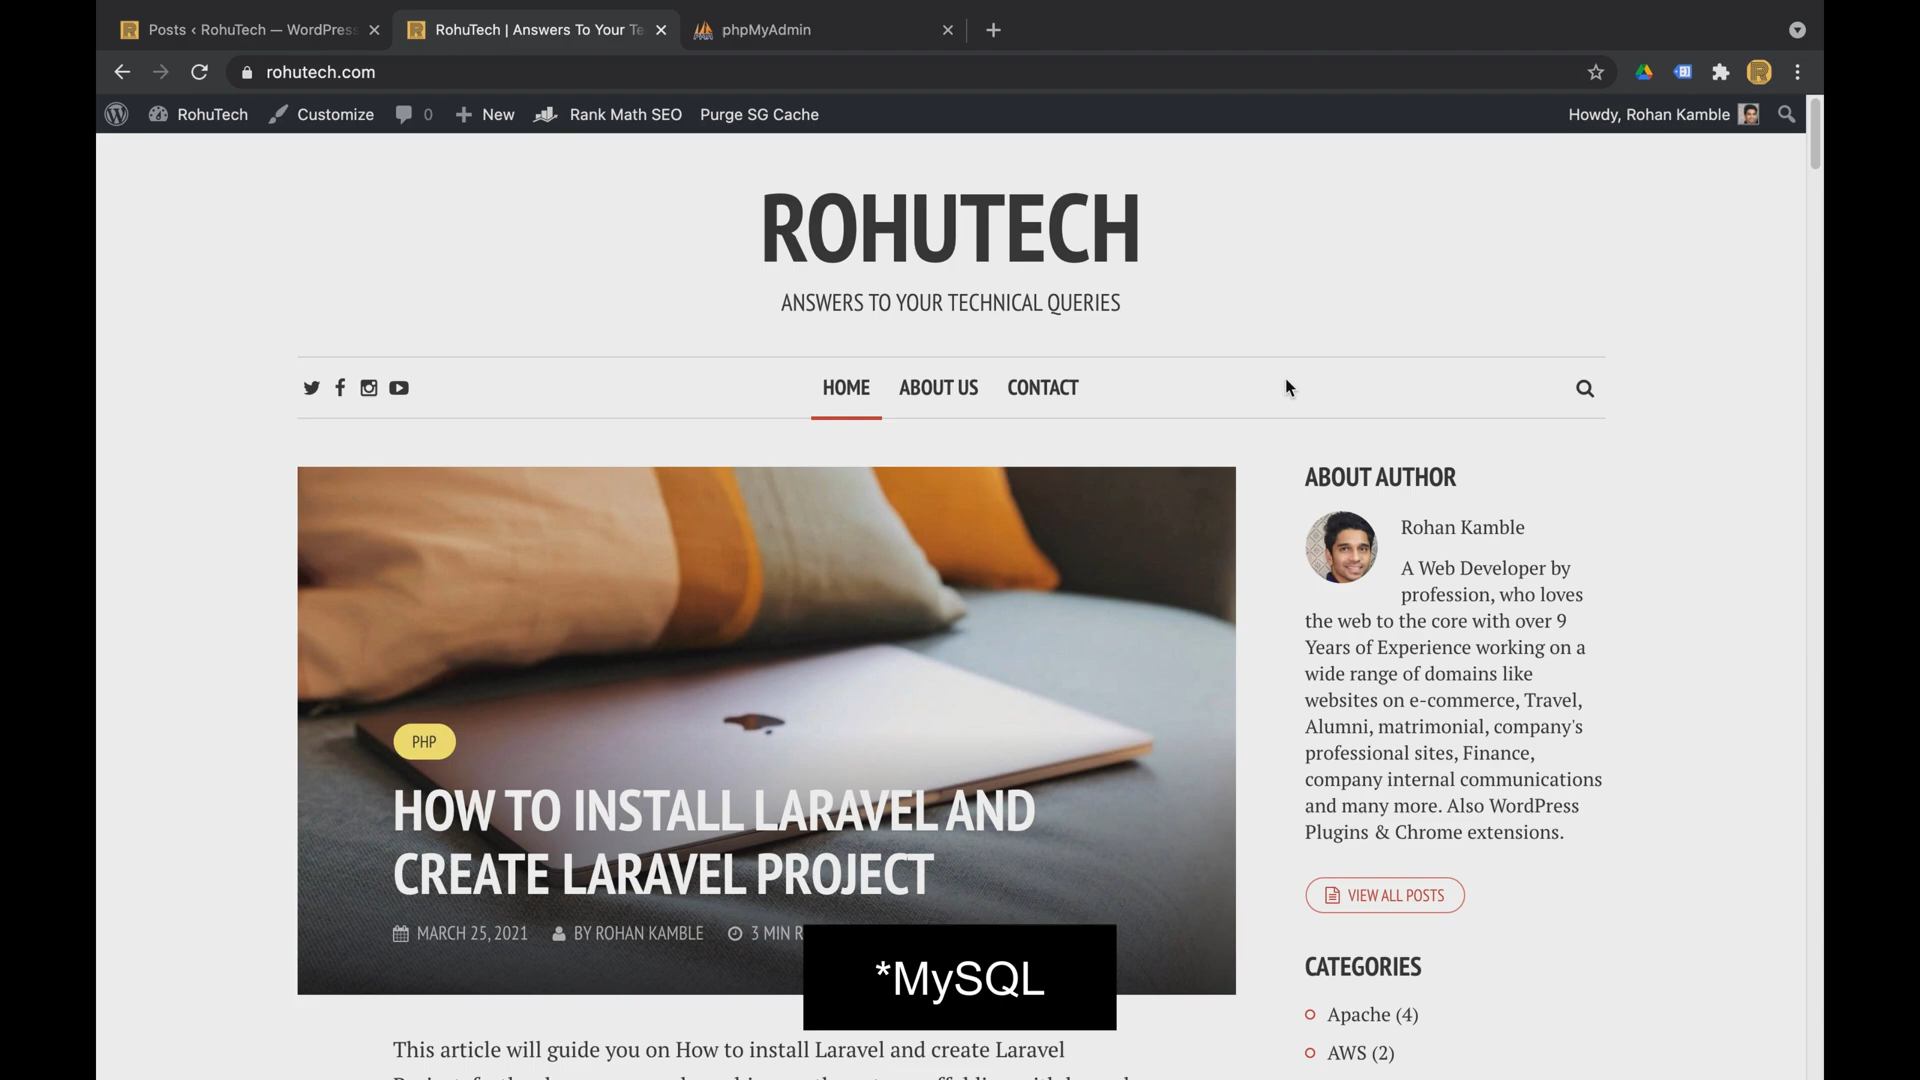 Posts ‹ RohuTech — WordPress
RohuTech | Answers To Your Te
phpMyAdmin
rohutech.com
RohuTech
Customize
0
New
Rank Math SEO
Purge SG Cache
Howdy, Rohan Kamble
ROHUTECH
ANSWERS TO YOUR TECHNICAL QUERIES
HOME
ABOUT US
CONTACT
PHP
HOW TO INSTALL LARAVEL AND
CREATE LARAVEL PROJECT
MARCH 25, 2021
BY ROHAN KAMBLE
3 MIN R
*MySQL
This article will guide you on How to install Laravel and create Laravel
ABOUT AUTHOR
Rohan Kamble
A Web Developer by
profession, who loves
the web to the core with over 9
Years of Experience working on a
wide range of domains like
websites on e-commerce, Travel,
Alumni, matrimonial, company's
professional sites, Finance,
company internal communications
and many more. Also WordPress
Plugins & Chrome extensions.
VIEW ALL POSTS
CATEGORIES
Apache (4)
AWS (2)